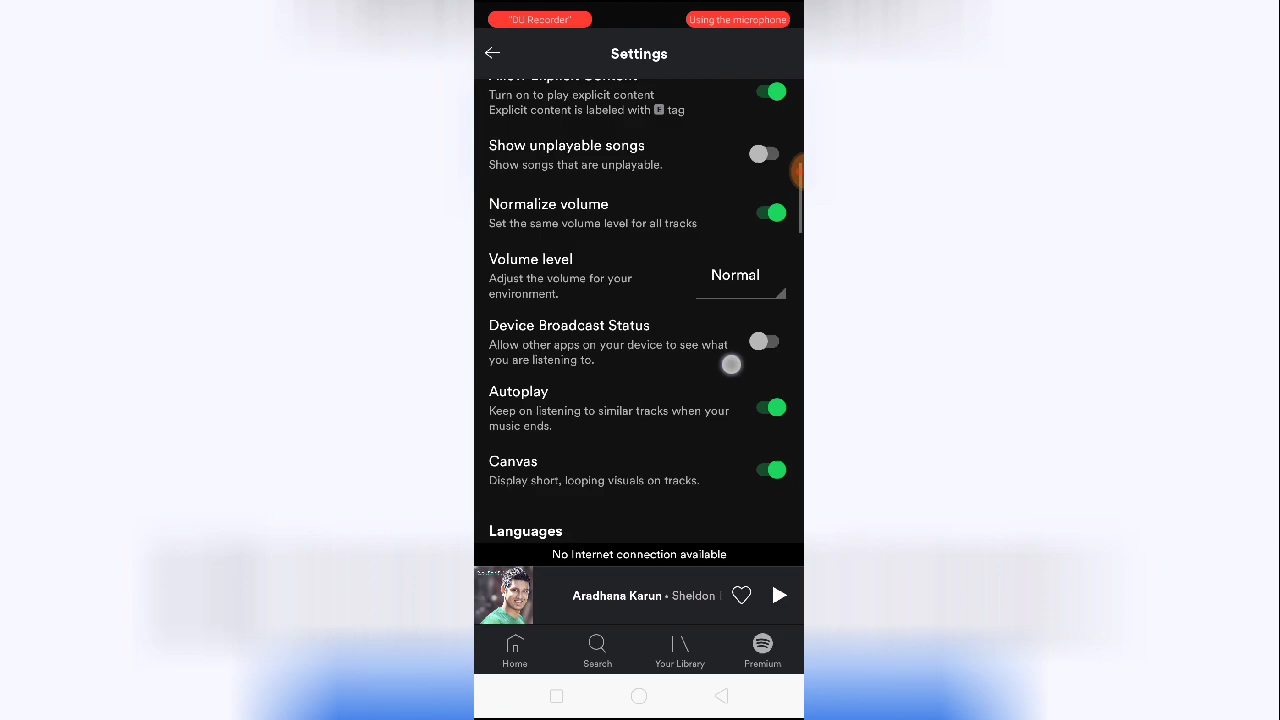 "DU Recorder" Using the microphone
Settings
Allow Explicit Content
Turn on to play explicit content
Explicit content is labeled with E tag
Show unplayable songs
Show songs that are unplayable.
Normalize volume
Set the same volume level for all tracks
Volume level
Adjust the volume for your
environment.
Normal
Device Broadcast Status
Allow other apps on your device to see what
you are listening to.
Autoplay
Keep on listening to similar tracks when your
music ends.
Canvas
Display short, looping visuals on tracks.
Languages
No Internet connection available
Aradhana Karun • Sheldon
Home Search Your Library Premium